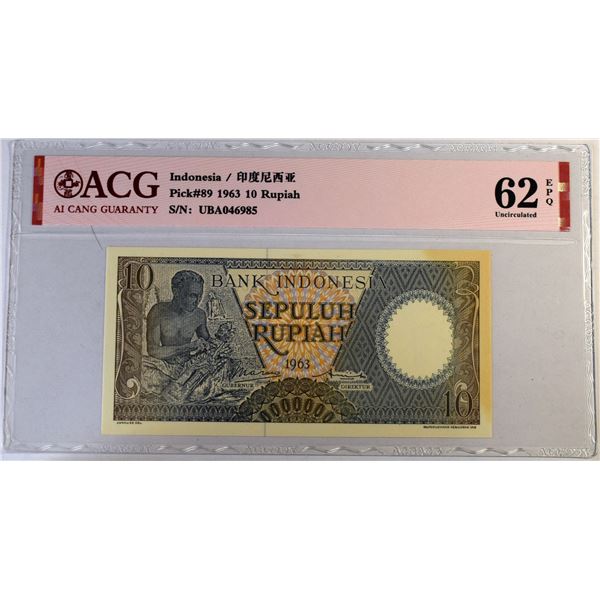 ACG
AI CANG GUARANTY
Indonesia / 印度尼西亚
Pick#89 1963 10 Rupiah
S/N: UBA046985
62
EPQ
Uncirculated
10
BANK INDONESIA
SEPULUH
RUPIAH
1963
GUBERNUR DIREKTUR
10